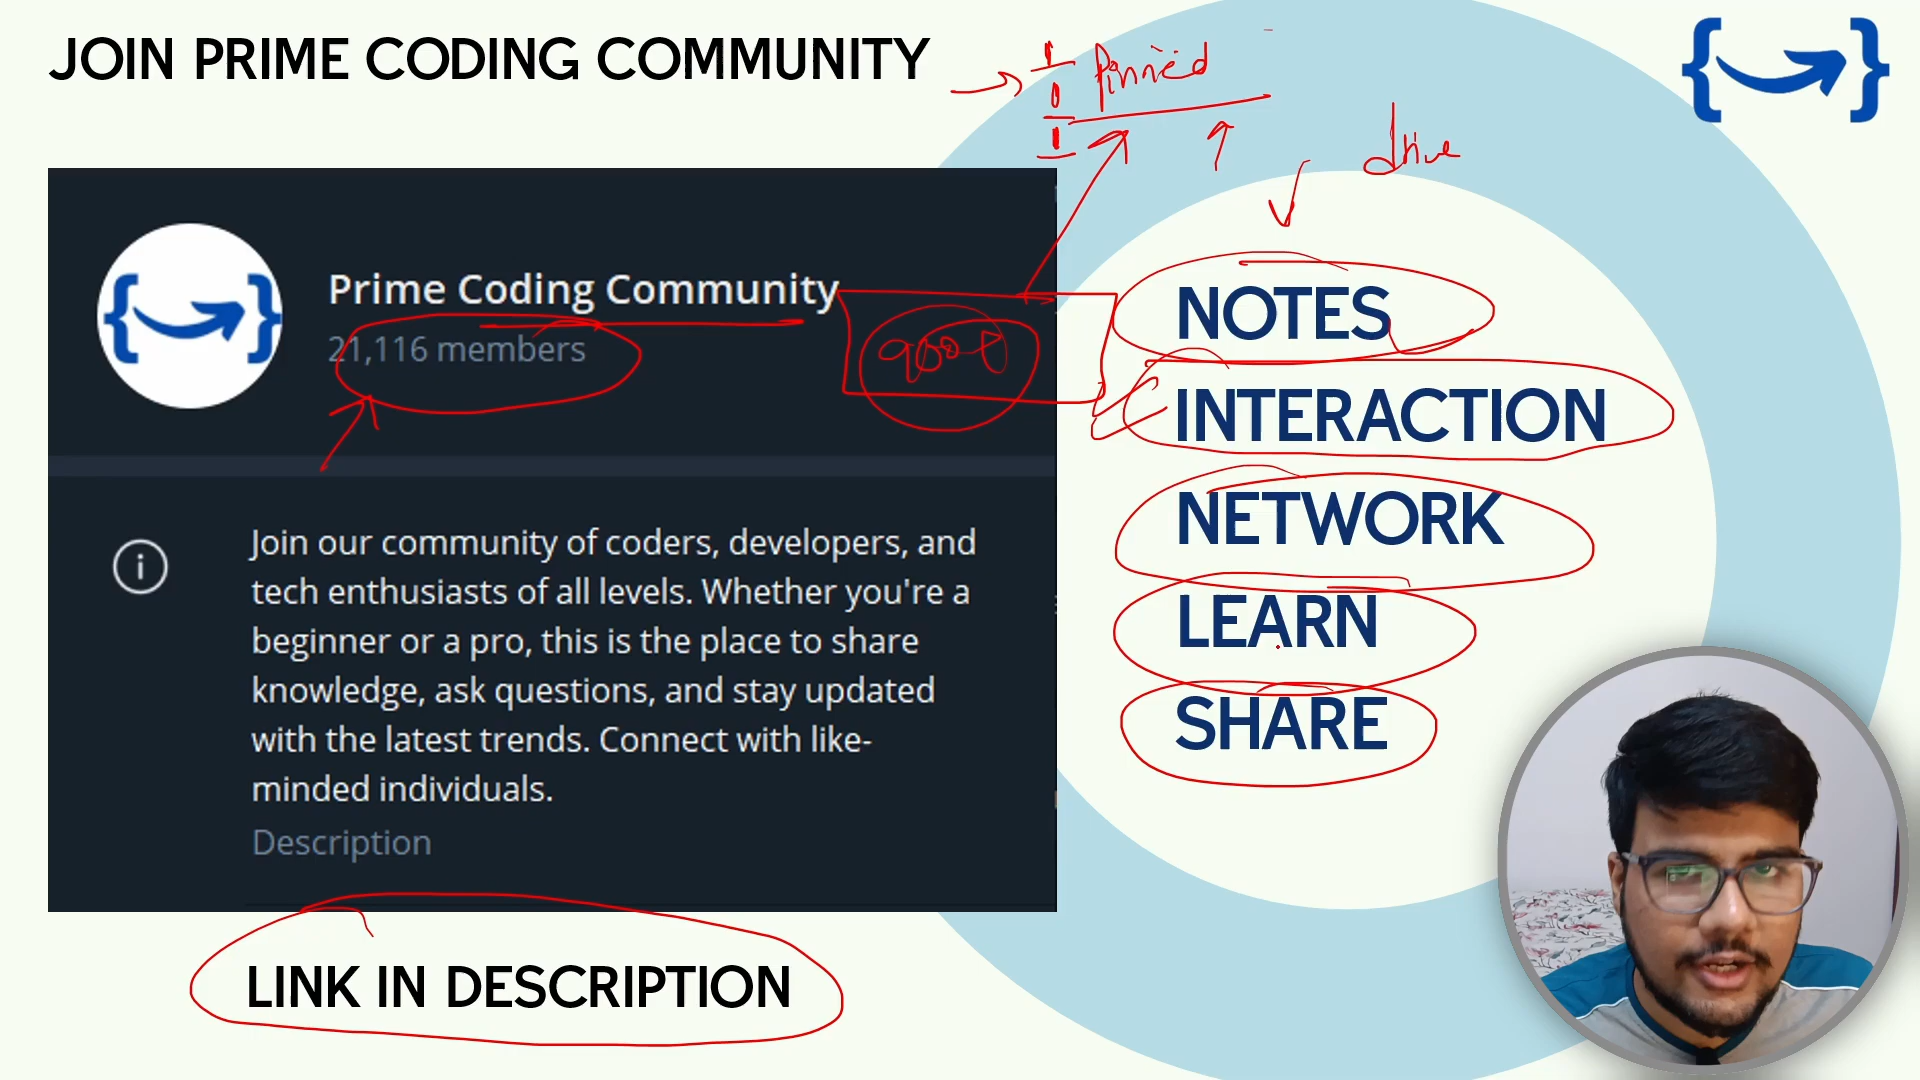 JOIN PRIME CODING COMMUNITY
Pinned
drive
Prime Coding Community
21,116 members
NOTES
INTERACTION
NETWORK
LEARN
SHARE
Join our community of coders, developers, and
tech enthusiasts of all levels. Whether you're a
beginner or a pro, this is the place to share
knowledge, ask questions, and stay updated
with the latest trends. Connect with like-
minded individuals.
Description
LINK IN DESCRIPTION